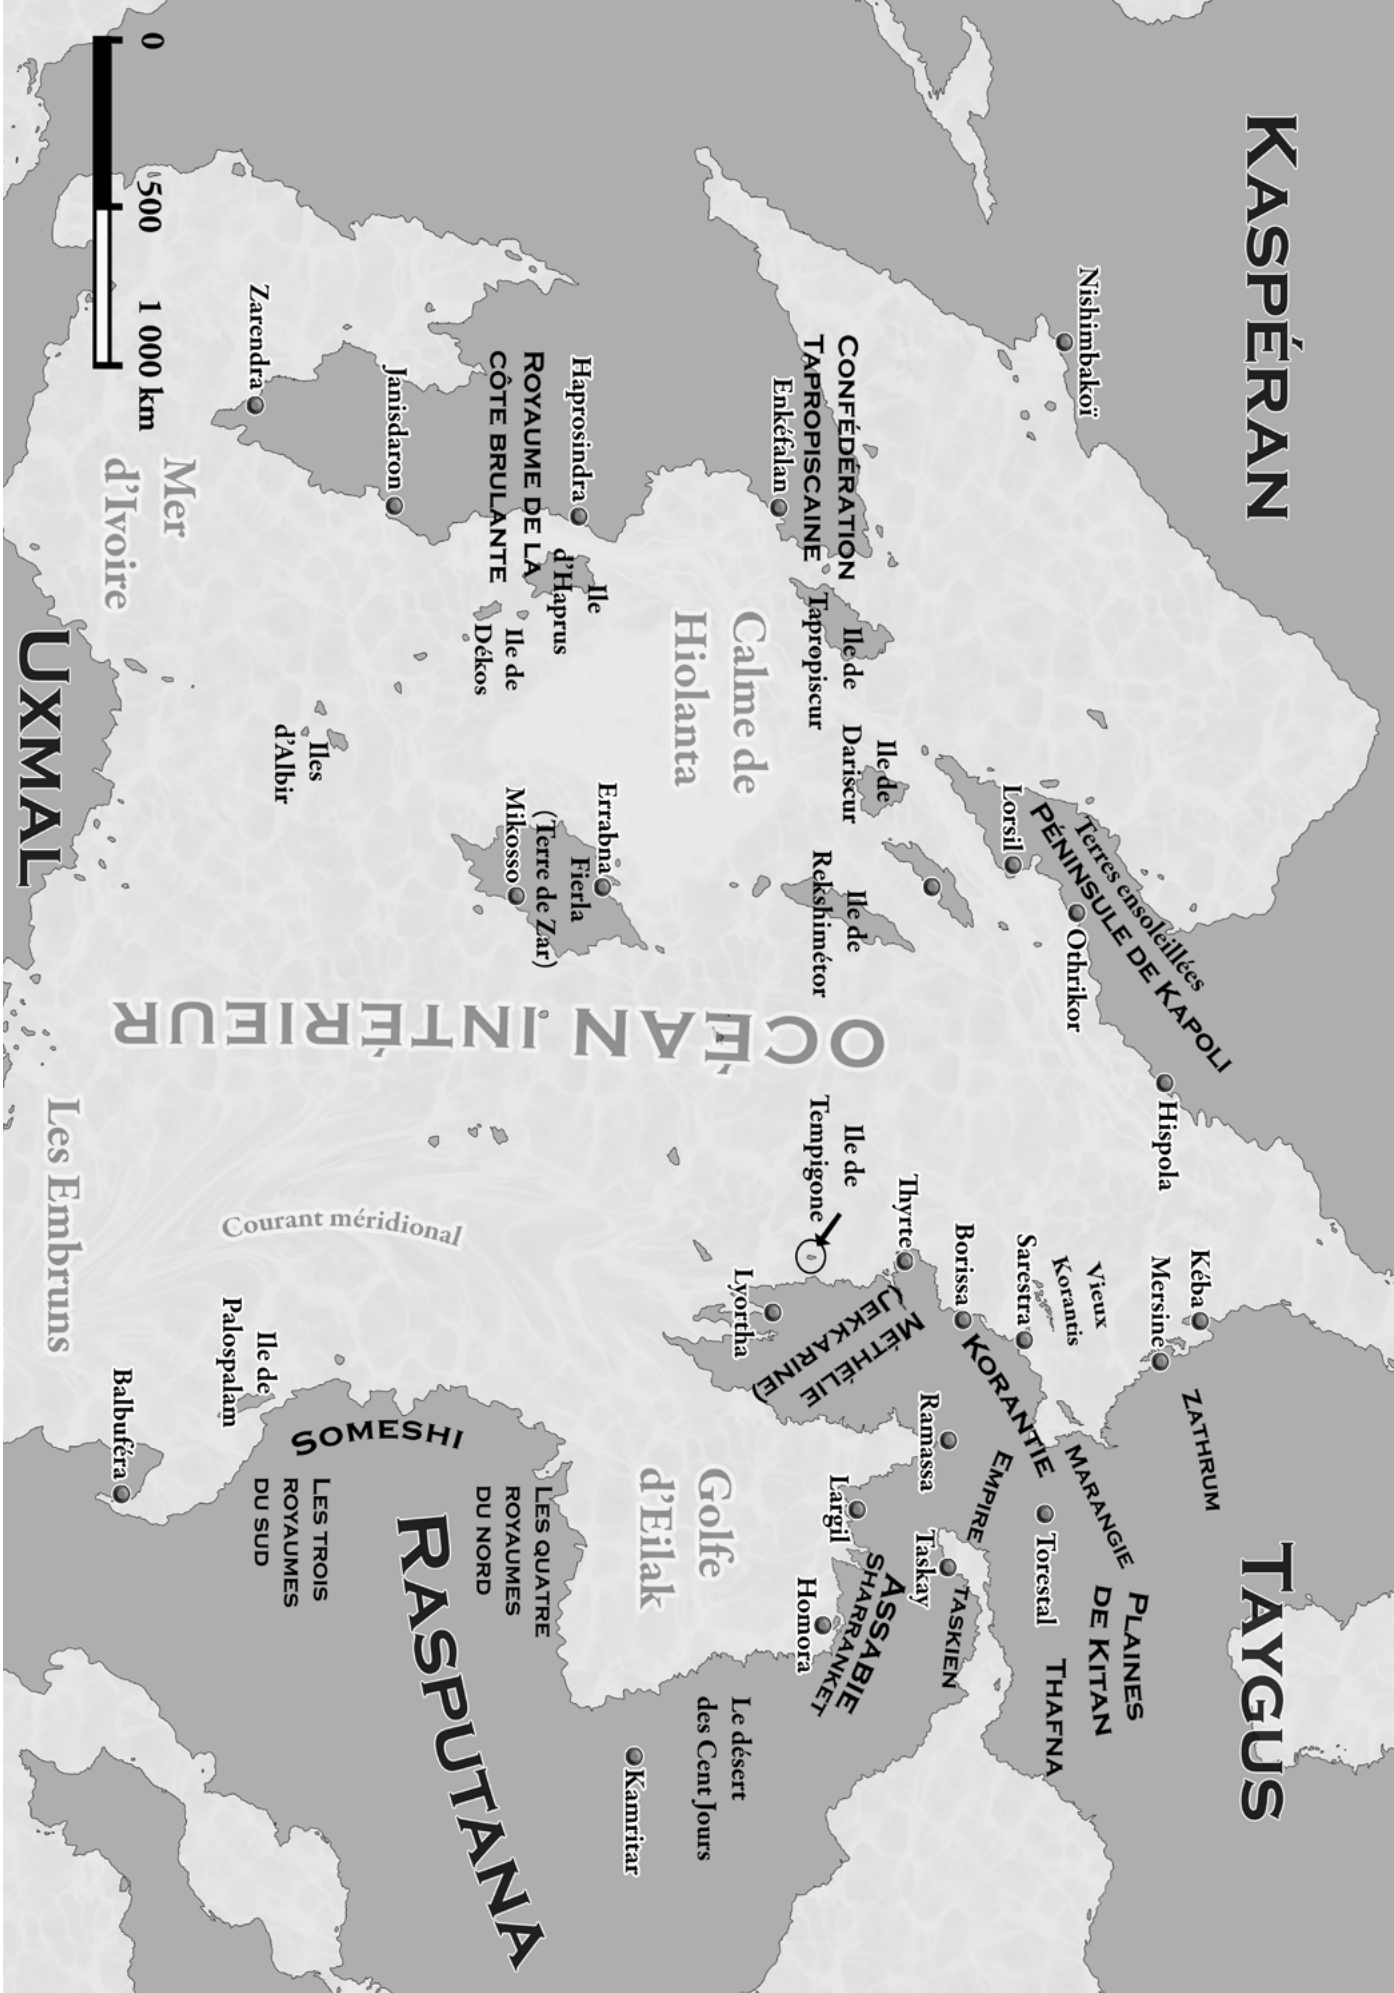 KASPÉRAN
TAYGUS
Nishimbakoï
Terres ensoleillées
PÉNINSULE DE KAPOLI
Lorsil
Othrikor
Hispola
Kéba
Mersine
ZATHRUM
Vieux
Korantis
Sarestra
Borissa
Thyrte
KORANTIE
MARANGIE
PLAINES
DE KITAN
Torestal
THAFNA
EMPIRE
TASKIEN
Ramassa
Taskay
MÉTHÉLIE
(JEKKARINE)
Lyortha
Largil
ASSABIE
SHARRANKET
Homora
CONFÉDÉRATION
TAPROPISCAINE
Enkéfalan
Ile de
Tapropiscur
Ile de
Dariscur
Ile de
Rekshimétor
Ile de
Tempigone
Calme de
Hiolanta
Golfe
d'Eilak
Le désert
des Cent Jours
Kamritar
Haprosindra
ROYAUME DE LA
CÔTE BRULANTE
Ile
d'Haprus
Ile de
Dékos
Errabna
Fierla
(Terre de Zar)
Mikosso
OCÉAN INTÉRIEUR
Janisdaron
Zarendra
Iles
d'Albir
Courant méridional
LES QUATRE
ROYAUMES
DU NORD
RASPUTANA
SOMESHI
LES TROIS
ROYAUMES
DU SUD
Ile de
Palospalam
Balbuféra
Mer
d'Ivoire
Les Embruns
UXMAL
0 500 1 000 km